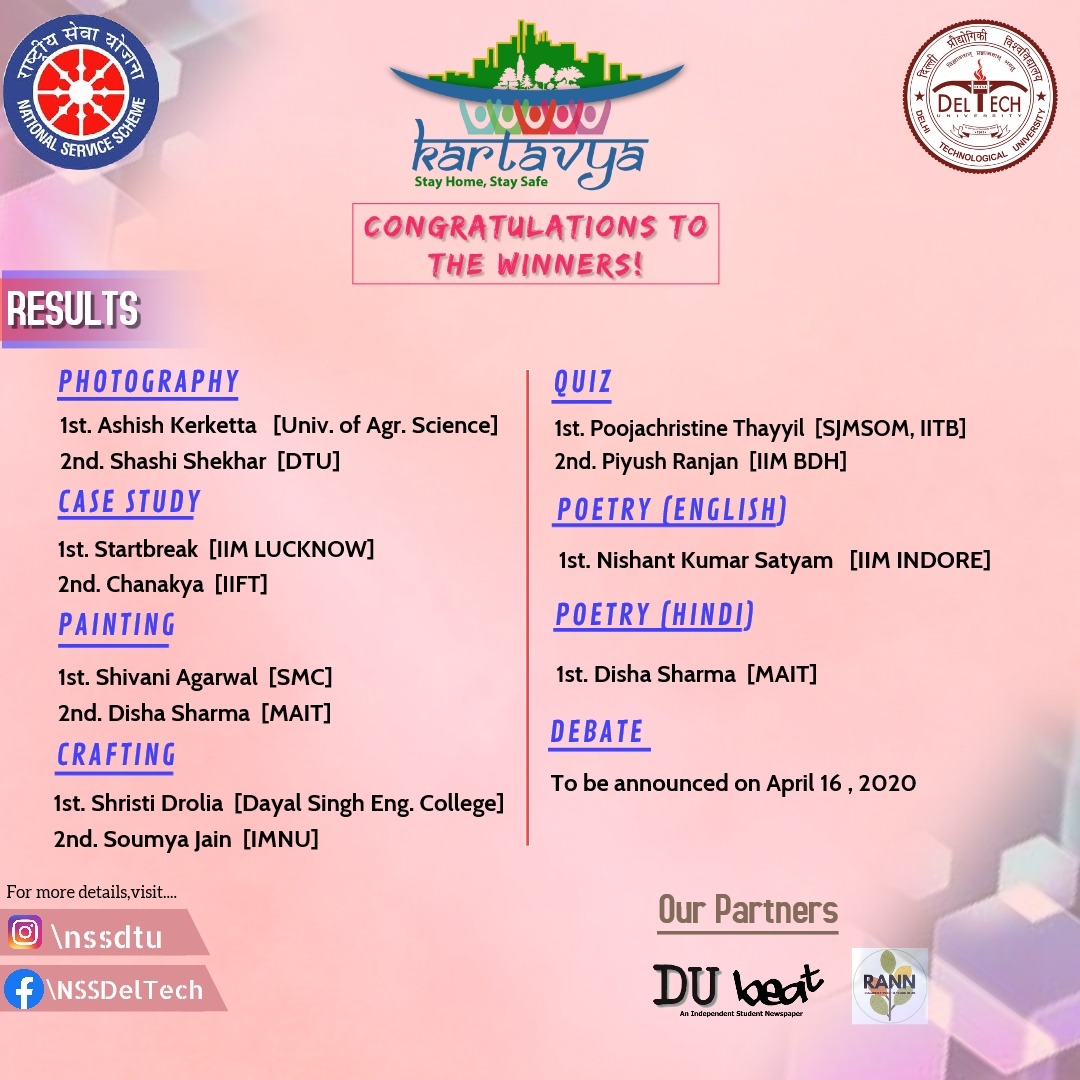 राष्ट्रीय सेवा योजना
NATIONAL SERVICE SCHEME
kartavya
Stay Home, Stay Safe
दिल्ली प्रौद्योगिकी विश्वविद्यालय
DELTECH
UNIVERSITY
DELHI TECHNOLOGICAL UNIVERSITY
CONGRATULATIONS TO
THE WINNERS!
RESULTS
PHOTOGRAPHY
1st. Ashish Kerketta [Univ. of Agr. Science]
2nd. Shashi Shekhar [DTU]
CASE STUDY
1st. Startbreak [IIM LUCKNOW]
2nd. Chanakya [IIFT]
PAINTING
1st. Shivani Agarwal [SMC]
2nd. Disha Sharma [MAIT]
CRAFTING
1st. Shristi Drolia [Dayal Singh Eng. College]
2nd. Soumya Jain [IMNU]
QUIZ
1st. Poojachristine Thayyil [SJMSOM, IITB]
2nd. Piyush Ranjan [IIM BDH]
POETRY (ENGLISH)
1st. Nishant Kumar Satyam [IIM INDORE]
POETRY (HINDI)
1st. Disha Sharma [MAIT]
DEBATE
To be announced on April 16 , 2020
For more details,visit....
\nssdtu
\NSSDelTech
Our Partners
DU beat
An Independent Student Newspaper
RANN